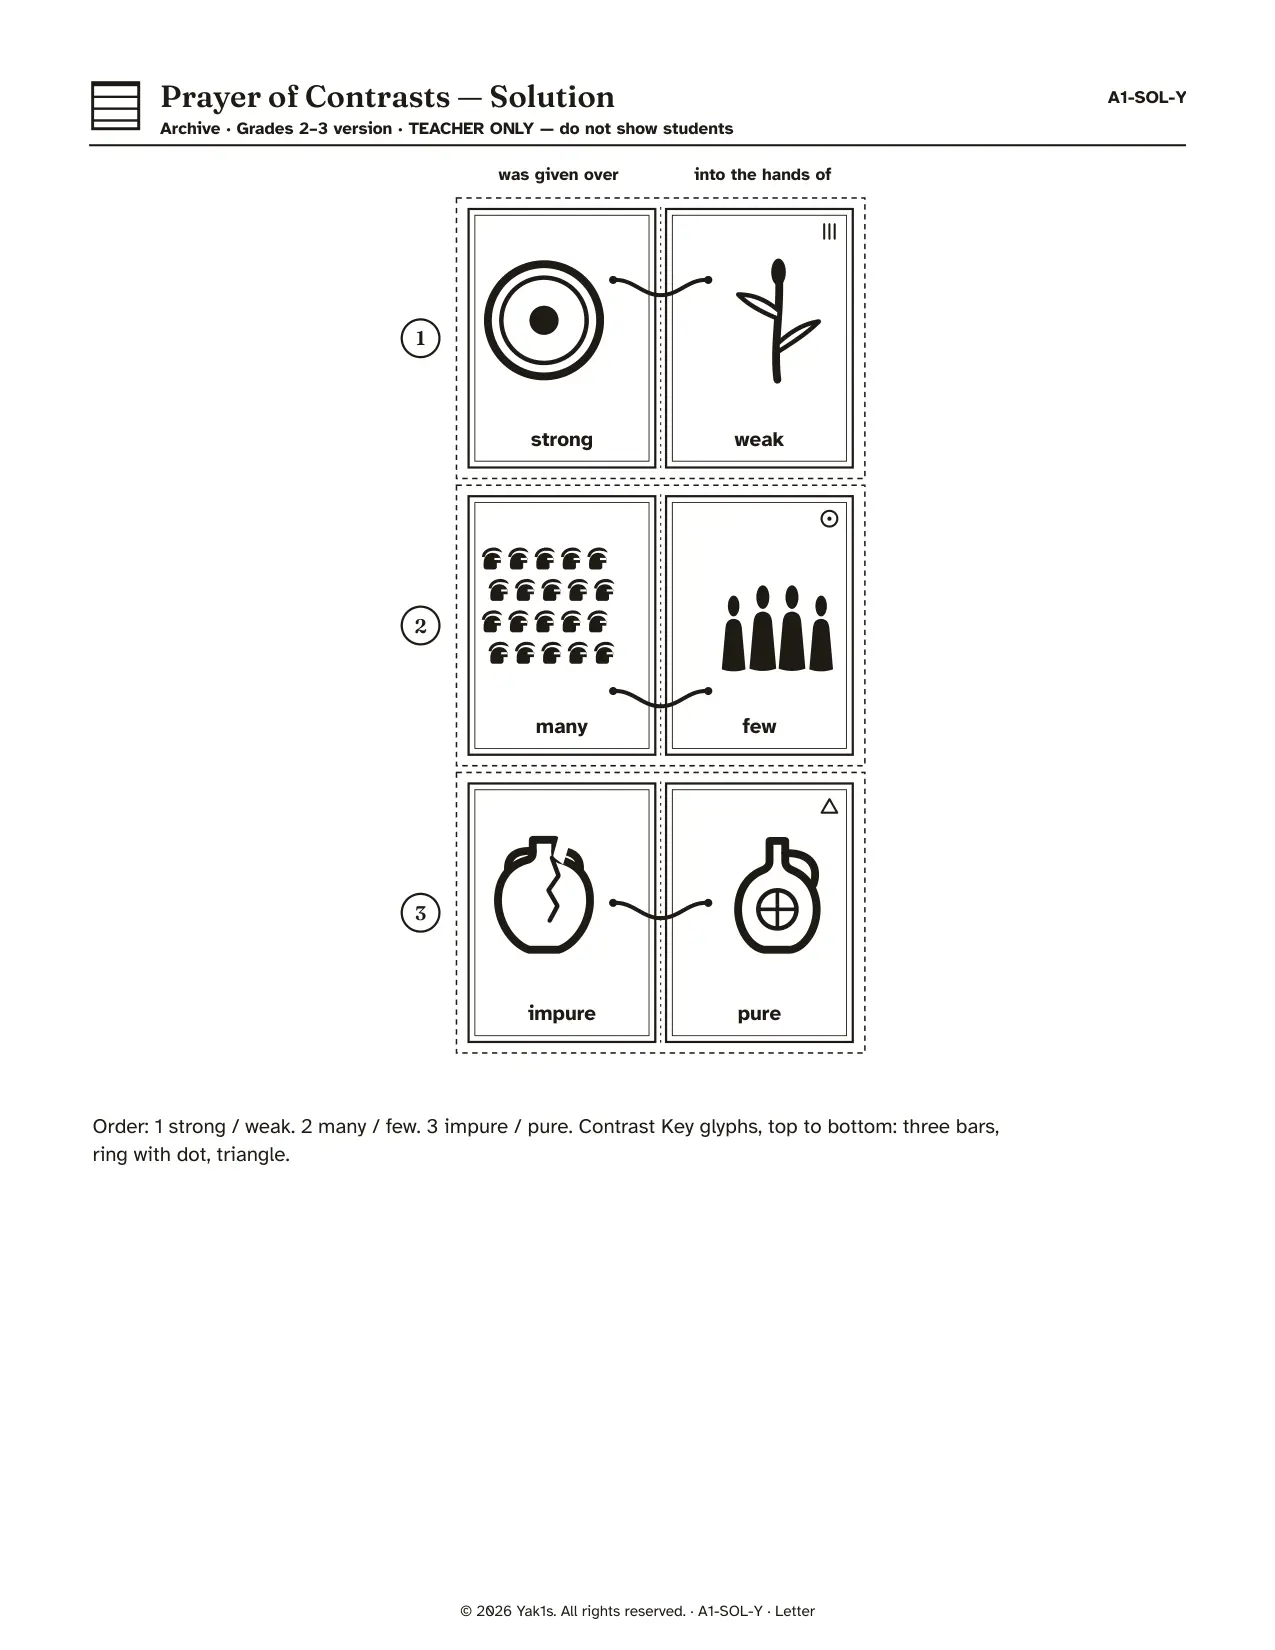 Prayer of Contrasts — Solution
A1-SOL-Y
Archive · Grades 2–3 version · TEACHER ONLY — do not show students
was given over into the hands of
1
strong weak
2
many few
3
impure pure
Order: 1 strong / weak. 2 many / few. 3 impure / pure. Contrast Key glyphs, top to bottom: three bars,
ring with dot, triangle.
© 2026 Yak1s. All rights reserved. · A1-SOL-Y · Letter